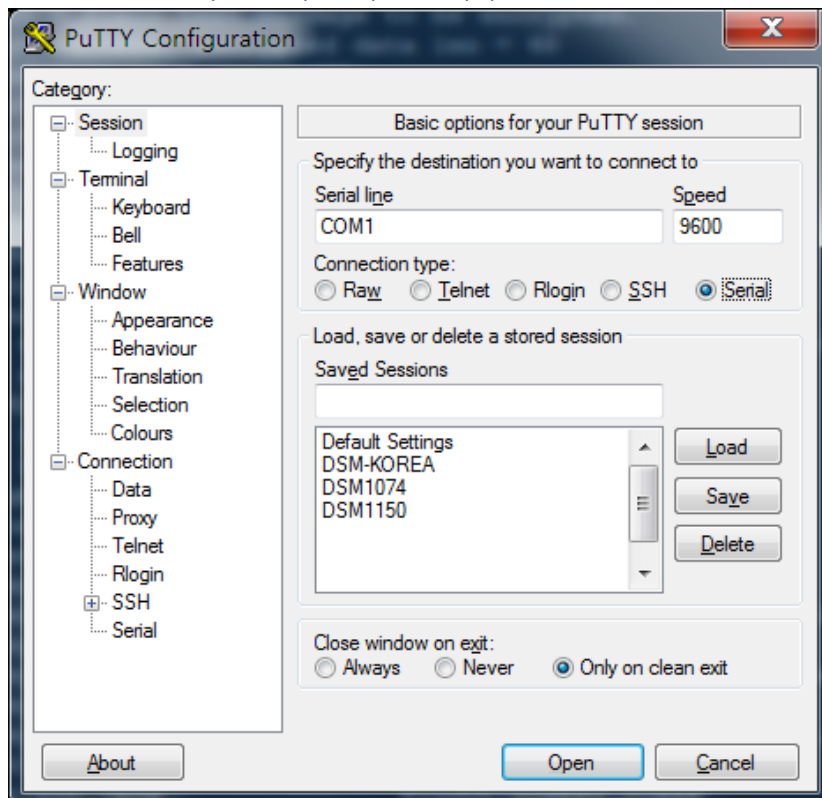 PuTTY Configuration
Category:
Session
Logging
Terminal
Keyboard
Bell
Features
Window
Appearance
Behaviour
Translation
Selection
Colours
Connection
Data
Proxy
Telnet
Rlogin
SSH
Serial
Basic options for your PuTTY session
Specify the destination you want to connect to
Serial line Speed
COM1 9600
Connection type:
Raw Telnet Rlogin SSH Serial
Load, save or delete a stored session
Saved Sessions
Default Settings
DSM-KOREA
DSM1074
DSM1150
Load
Save
Delete
Close window on exit:
Always Never Only on clean exit
About Open Cancel